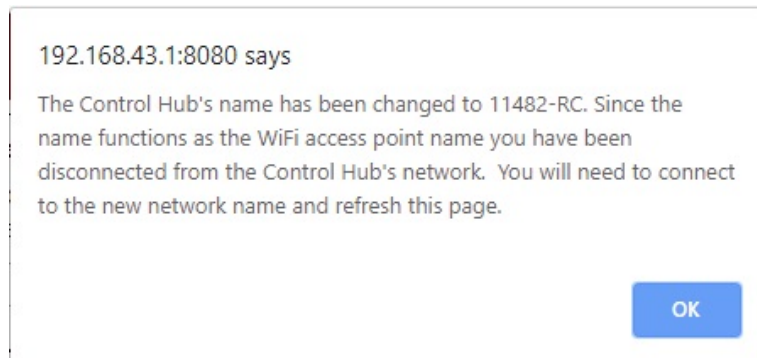 192.168.43.1:8080 says
The Control Hub's name has been changed to 11482-RC. Since the
name functions as the WiFi access point name you have been
disconnected from the Control Hub's network.  You will need to connect
to the new network name and refresh this page.
OK